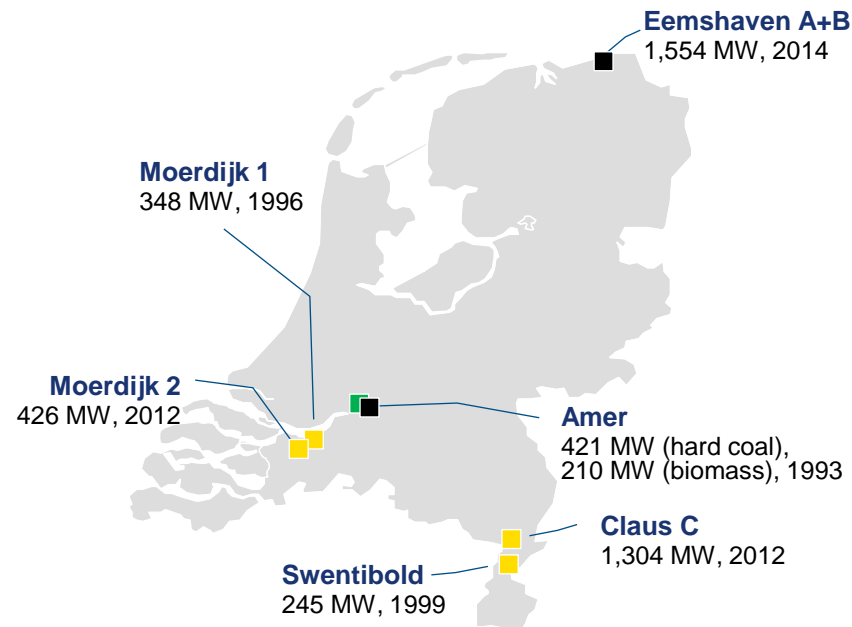 Eemshaven A+B
1,554 MW, 2014
Moerdijk 1
348 MW, 1996
Moerdijk 2
426 MW, 2012
Amer
421 MW (hard coal),
210 MW (biomass), 1993
Claus C
1,304 MW, 2012
Swentibold
245 MW, 1999